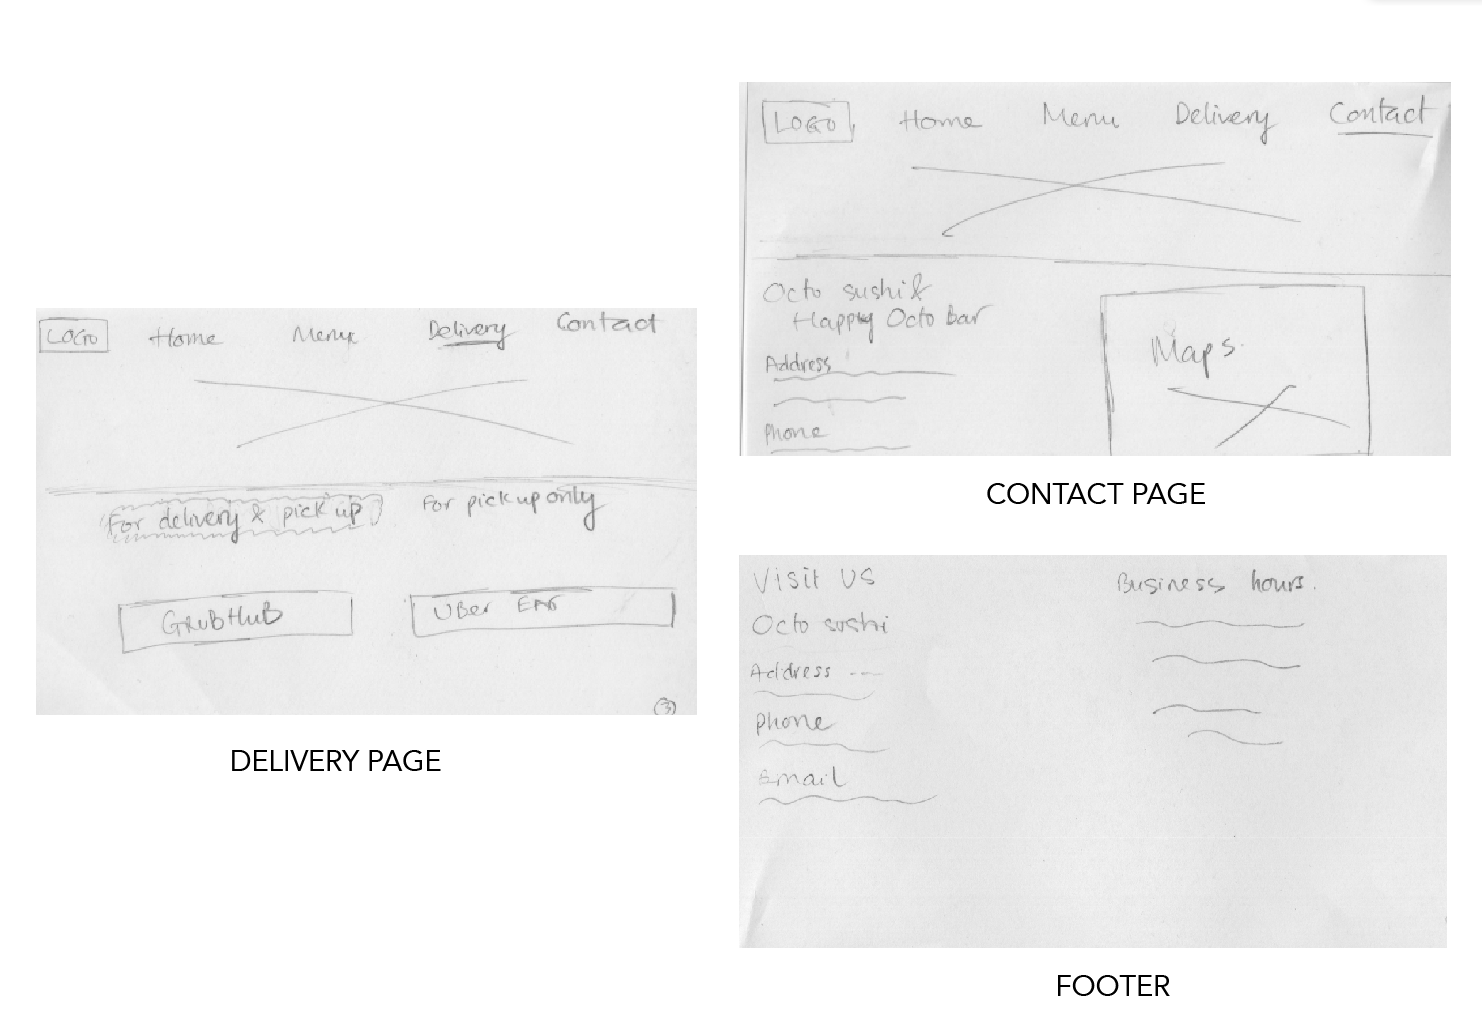 LOGO Home Menu Delivery Contact
For delivery & pick up For pick up only
GRUBHUB UBer EAT
3
DELIVERY PAGE
LOGO Home Menu Delivery Contact
Octo sushi &
Happy Octo bar
Maps.
Address
Phone
CONTACT PAGE
Visit US Business hours.
Octo sushi
Address ---
phone
Email
FOOTER